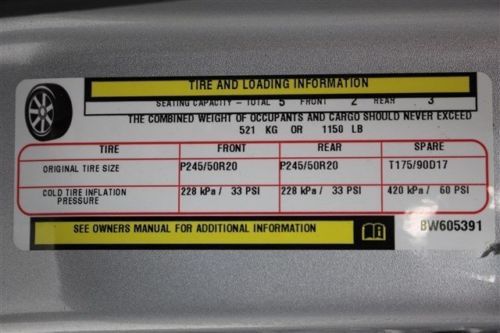 TIRE AND LOADING INFORMATION
SEATING CAPACITY - TOTAL 5 FRONT 2 REAR 3
THE COMBINED WEIGHT OF OCCUPANTS AND CARGO SHOULD NEVER EXCEED
521 KG OR 1150 LB
TIRE FRONT REAR SPARE
ORIGINAL TIRE SIZE P245/50R20 P245/50R20 T175/90D17
COLD TIRE INFLATION PRESSURE 228 kPa / 33 PSI 228 kPa / 33 PSI 420 kPa / 60 PSI
SEE OWNERS MANUAL FOR ADDITIONAL INFORMATION
BW605391